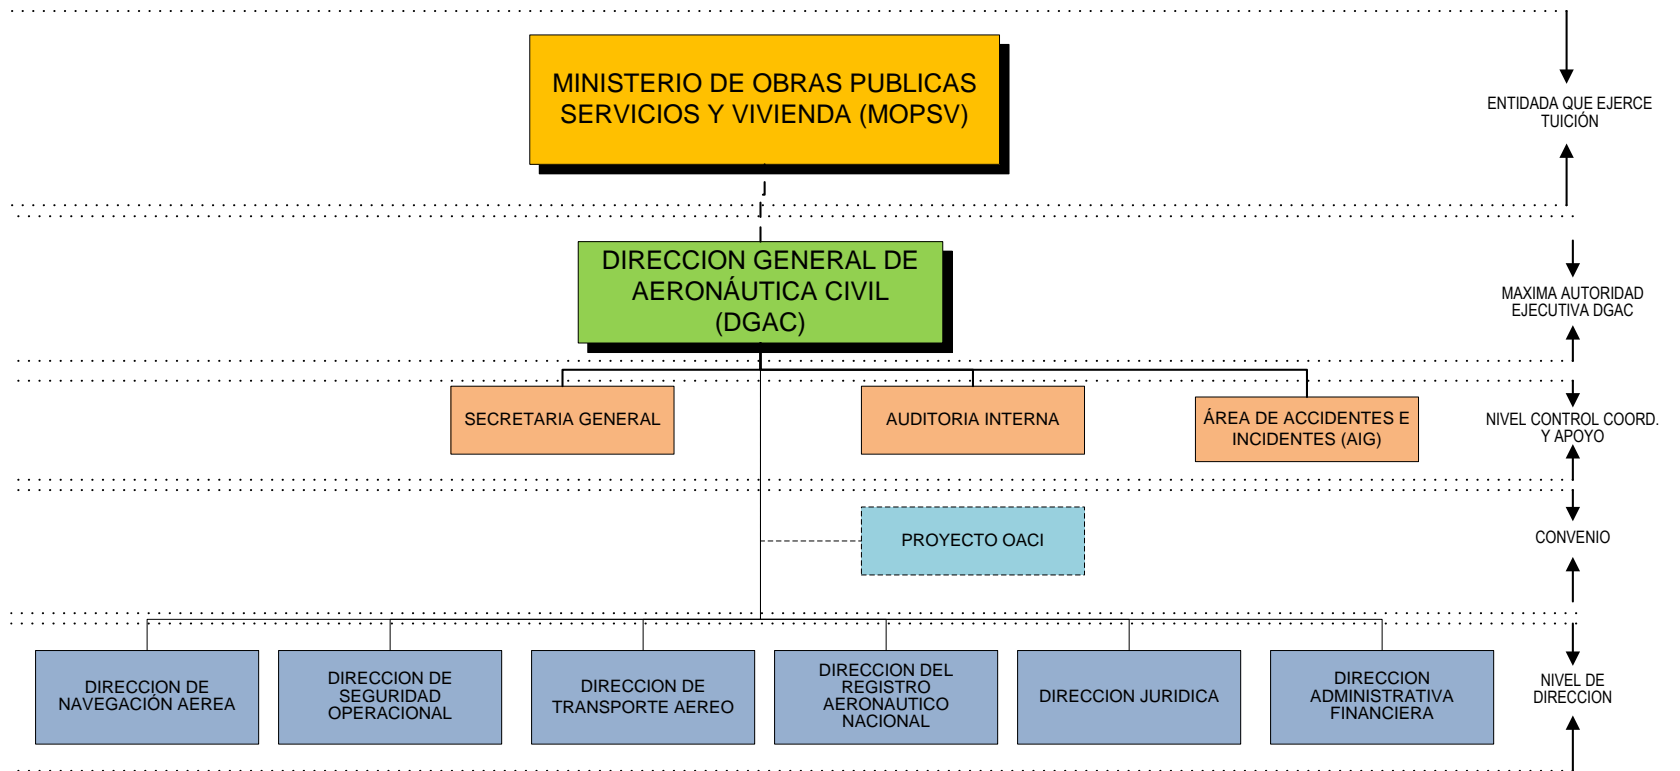 MINISTERIO DE OBRAS PUBLICAS
SERVICIOS Y VIVIENDA (MOPSV)
ENTIDADA QUE EJERCE
TUICIÓN
DIRECCION GENERAL DE
AERONÁUTICA CIVIL
(DGAC)
MAXIMA AUTORIDAD
EJECUTIVA DGAC
SECRETARIA GENERAL
AUDITORIA INTERNA
ÁREA DE ACCIDENTES E
INCIDENTES (AIG)
NIVEL CONTROL COORD.
Y APOYO
PROYECTO OACI
CONVENIO
DIRECCION DE
NAVEGACIÓN AEREA
DIRECCION DE
SEGURIDAD
OPERACIONAL
DIRECCION DE
TRANSPORTE AEREO
DIRECCION DEL
REGISTRO
AERONAUTICO
NACIONAL
DIRECCION JURIDICA
DIRECCION
ADMINISTRATIVA
FINANCIERA
NIVEL DE
DIRECCION